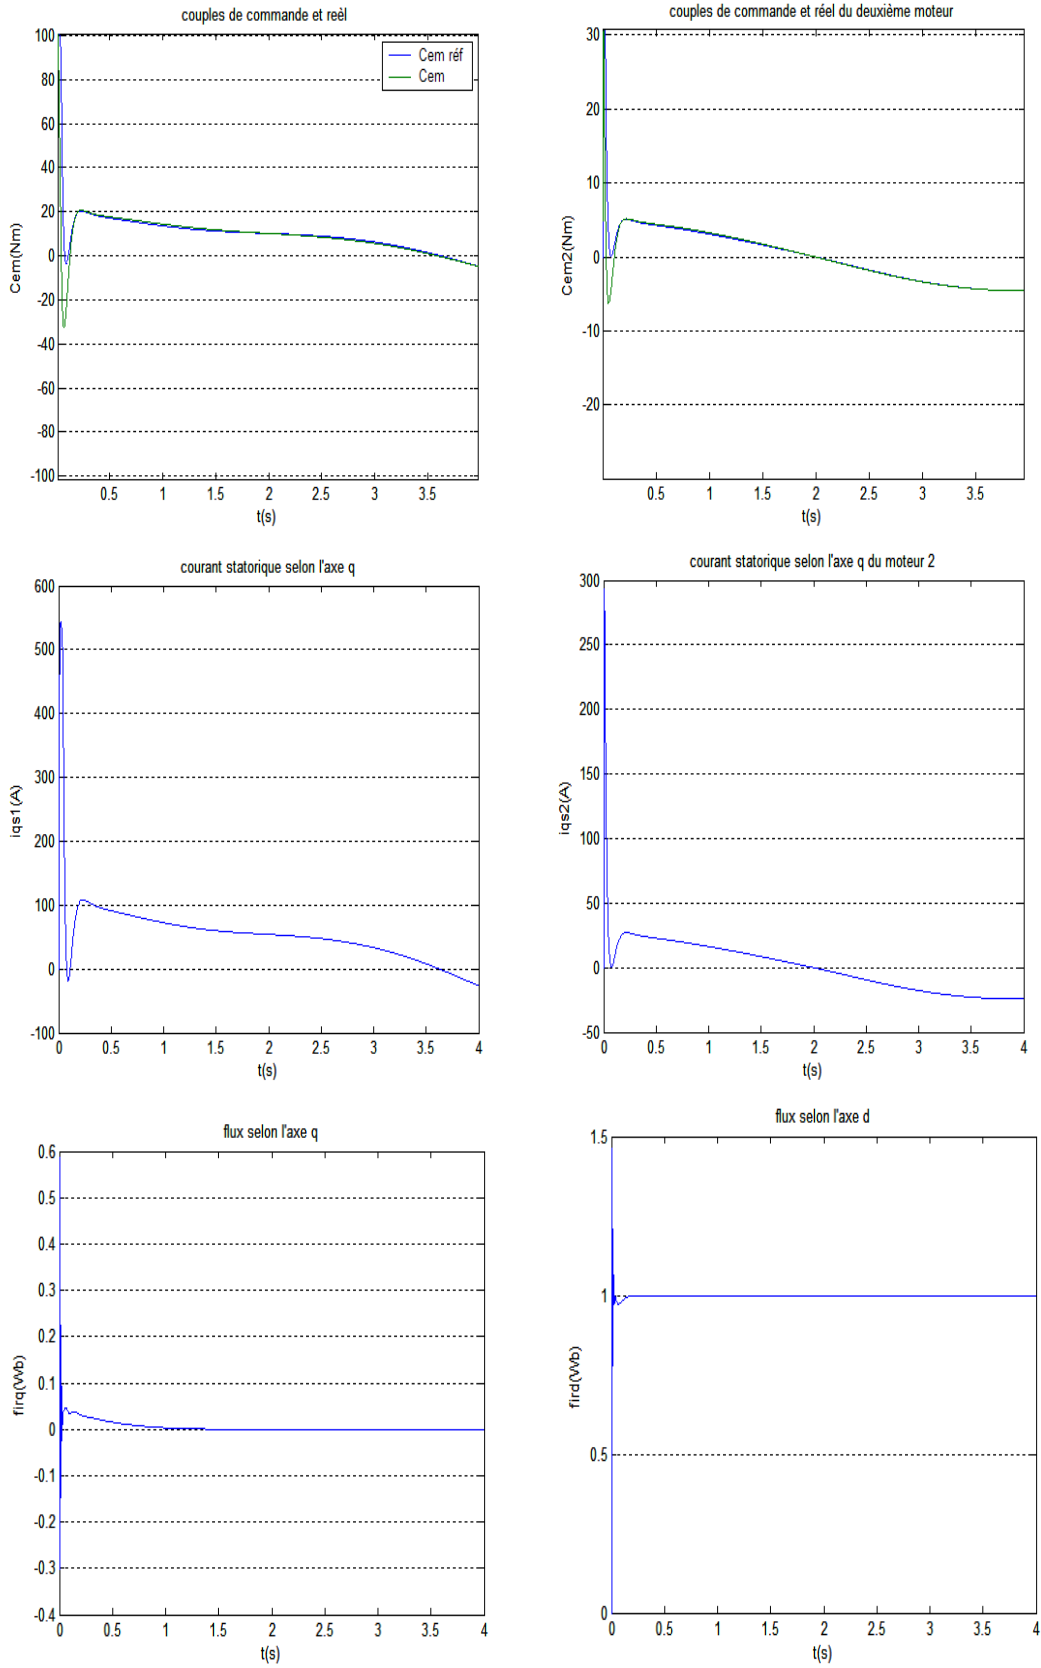 couples de commande et reèl
100
80
60
40
20
0
-20
-40
-60
-80
-100
Cem(Nm)
Cem réf
Cem
0.5 1 1.5 2 2.5 3 3.5
t(s)
couples de commande et réel du deuxième moteur
30
20
10
0
-10
-20
Cem2(Nm)
0.5 1 1.5 2 2.5 3 3.5
t(s)
courant statorique selon l'axe q
600
500
400
300
200
100
0
-100
iqs1(A)
0 0.5 1 1.5 2 2.5 3 3.5 4
t(s)
courant statorique selon l'axe q du moteur 2
300
250
200
150
100
50
0
-50
iqs2(A)
0 0.5 1 1.5 2 2.5 3 3.5 4
t(s)
flux selon l'axe q
0.6
0.5
0.4
0.3
0.2
0.1
0
-0.1
-0.2
-0.3
-0.4
firq(Wb)
0 0.5 1 1.5 2 2.5 3 3.5 4
t(s)
flux selon l'axe d
1.5
1
0.5
0
fird(Wb)
0 0.5 1 1.5 2 2.5 3 3.5 4
t(s)